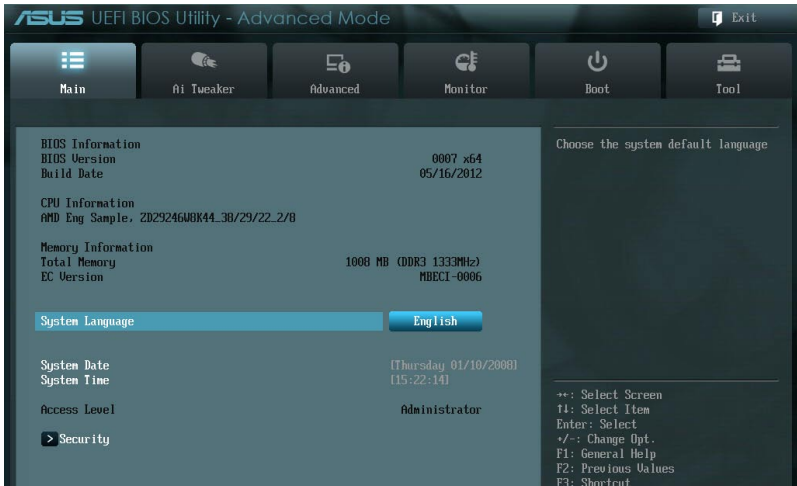 ASUS UEFI BIOS Utility - Advanced Mode
Exit
Main
Ai Tweaker
Advanced
Monitor
Boot
Tool
BIOS Information
BIOS Version 0007 x64
Build Date 05/16/2012
CPU Information
AMD Eng Sample, ZD29246W8K44_38/29/22_2/8
Memory Information
Total Memory 1008 MB (DDR3 1333MHz)
EC Version MBECI-0006
System Language English
System Date [Thursday 01/10/2008]
System Time [15:22:14]
Access Level Administrator
> Security
Choose the system default language
→←: Select Screen
↑↓: Select Item
Enter: Select
+/-: Change Opt.
F1: General Help
F2: Previous Values
F3: Shortcut